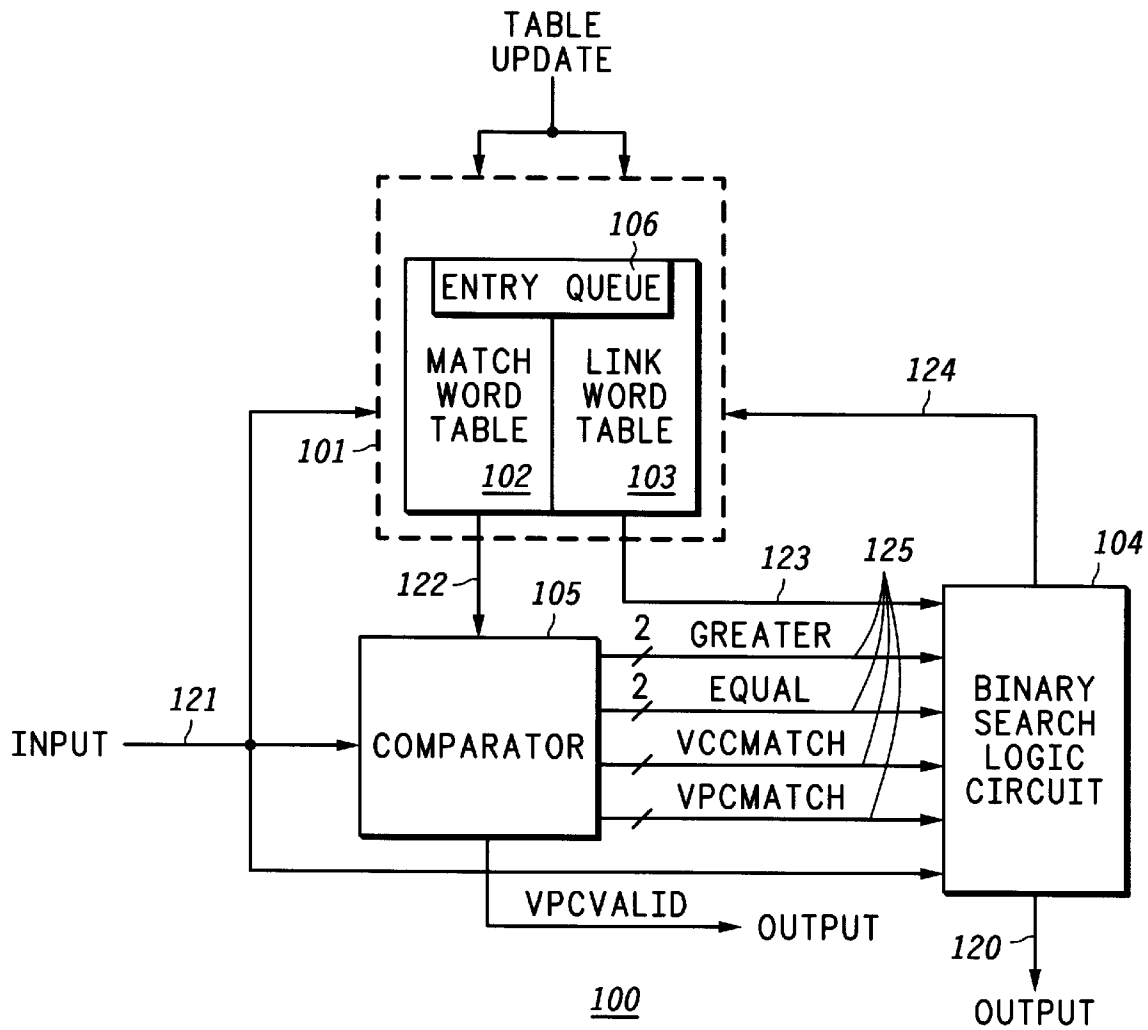 TABLE
UPDATE
106
ENTRY QUEUE
MATCH
WORD
TABLE
102
LINK
WORD
TABLE
103
101
124
122
123
125
104
105
2
GREATER
2
EQUAL
VCCMATCH
VPCMATCH
BINARY
SEARCH
LOGIC
CIRCUIT
121
INPUT
COMPARATOR
VPCVALID
OUTPUT
120
OUTPUT
100